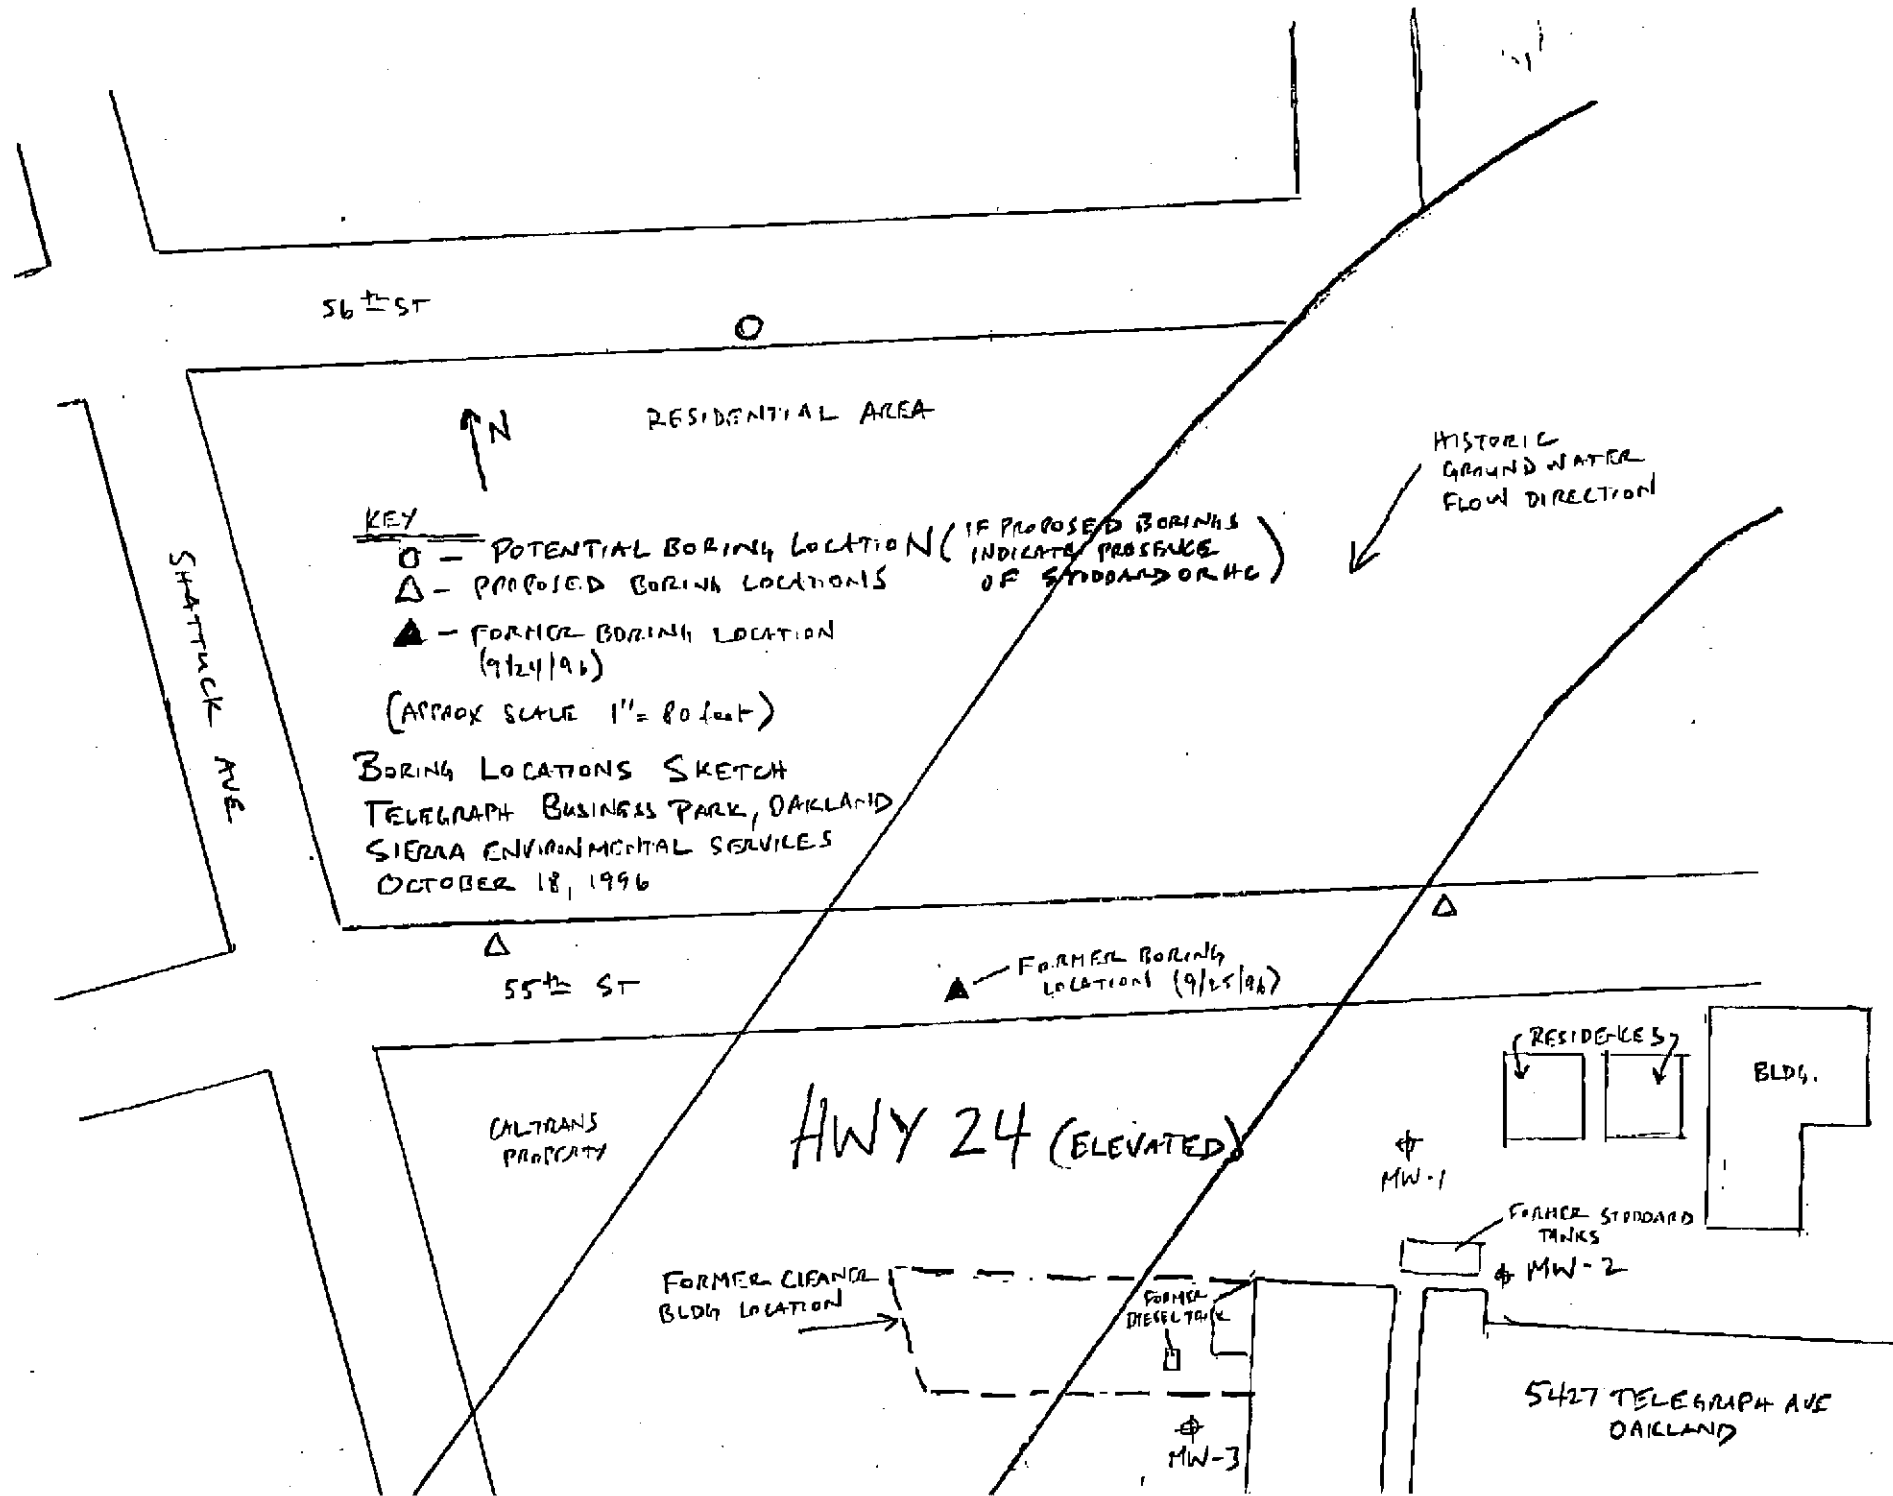 56th ST
N
RESIDENTIAL AREA
HISTORIC
GROUNDWATER
FLOW DIRECTION
KEY
O - POTENTIAL BORING LOCATION (IF PROPOSED BORINGS
INDICATE PRESENCE
OF STODDARD OR HC)
△ - PROPOSED BORING LOCATIONS
▲ - FORMER BORING LOCATION
(9/24/96)
(APPROX SCALE 1"= 80 feet)
BORING LOCATIONS SKETCH
TELEGRAPH BUSINESS PARK, OAKLAND
SIERRA ENVIRONMENTAL SERVICES
OCTOBER 18, 1996
SHATTUCK AVE
55th ST
FORMER BORING
LOCATION (9/25/96)
RESIDENCES
BLDG.
CALTRANS
PROPERTY
HWY 24 (ELEVATED)
MW-1
FORMER STODDARD
TANKS
MW-2
FORMER CLEANER
BLDG LOCATION
FORMER
DIESEL TANK
MW-3
5427 TELEGRAPH AVE
OAKLAND